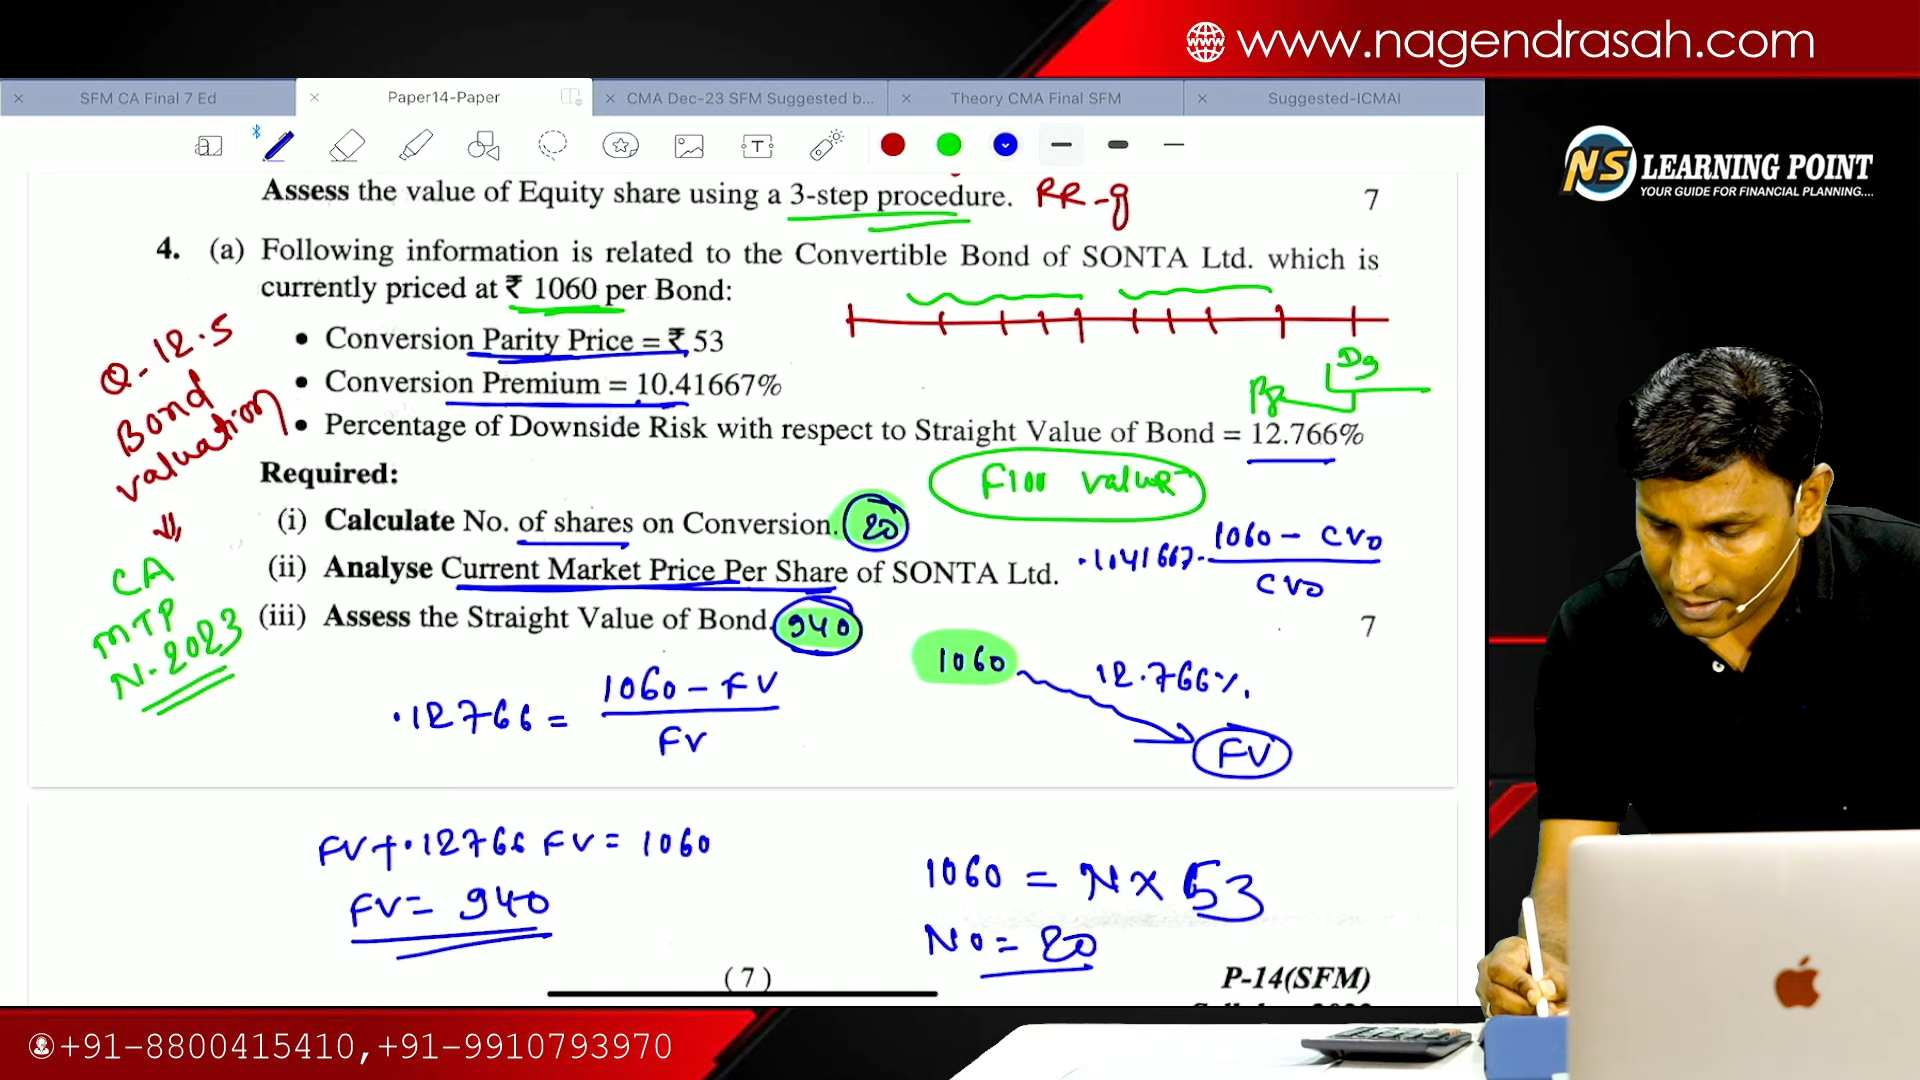 www.nagendrasah.com
SFM CA Final 7 Ed
Paper14-Paper
CMA Dec-23 SFM Suggested b...
Theory CMA Final SFM
Suggested-ICMAI
NS LEARNING POINT
YOUR GUIDE FOR FINANCIAL PLANNING....
Assess the value of Equity share using a 3-step procedure. RR-g 7
4. (a) Following information is related to the Convertible Bond of SONTA Ltd. which is
currently priced at ₹ 1060 per Bond:
• Conversion Parity Price = ₹ 53
• Conversion Premium = 10.41667%
• Percentage of Downside Risk with respect to Straight Value of Bond = 12.766%
Required:
(i) Calculate No. of shares on Conversion. 20
(ii) Analyse Current Market Price Per Share of SONTA Ltd.
(iii) Assess the Straight Value of Bond. 940
7
Q-12.5
Bond
valuation
CA
MTP
N-2023
Floor value
1060 - CVo
CVo
1060
12.766%
FV
.12766 =
1060 - FV
FV
FV + .12766 FV = 1060
FV = 940
1060 = N x 53
No = 20
( 7 )
P-14(SFM)
+91-8800415410,+91-9910793970